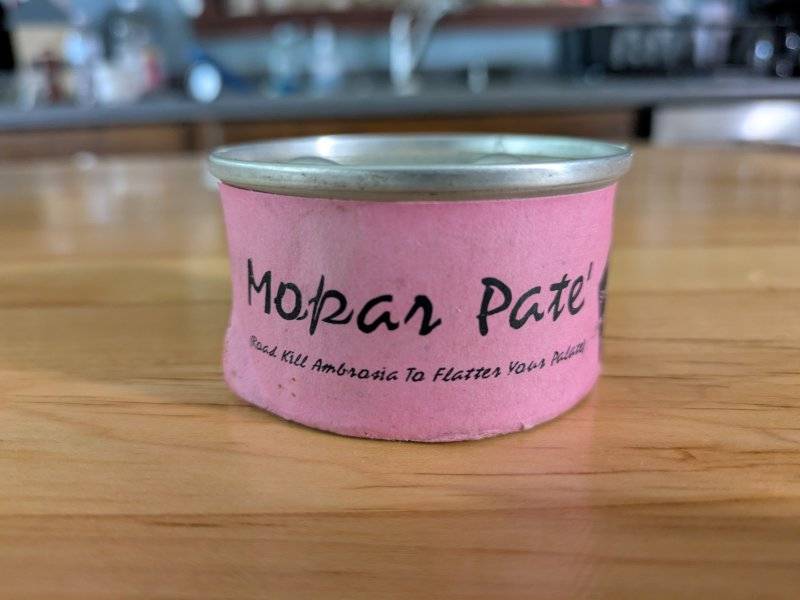 Mopar Pate'
(Road Kill Ambrosia To Flatter Your Palate)